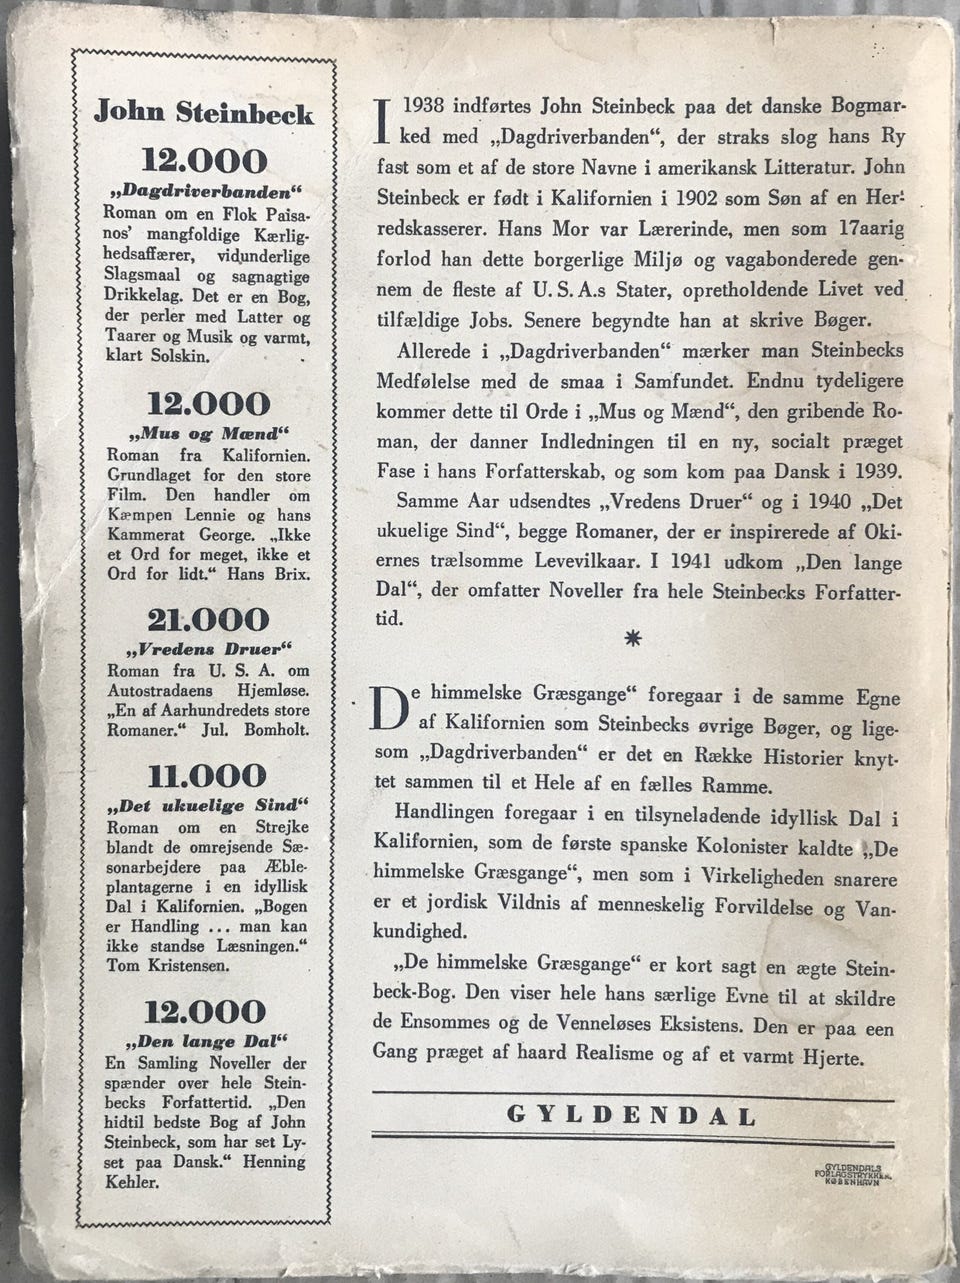 John Steinbeck
12.000
„Dagdriverbanden“
Roman om en Flok Paisa-
nos’ mangfoldige Kærlig-
hedsaffærer, vidunderlige
Slagsmaal og sagnagtige
Drikkelag. Det er en Bog,
der perler med Latter og
Taarer og Musik og varmt,
klart Solskin.
12.000
„Mus og Mænd“
Roman fra Kalifornien.
Grundlaget for den store
Film. Den handler om
Kæmpen Lennie og hans
Kammerat George. „Ikke
et Ord for meget, ikke et
Ord for lidt.“ Hans Brix.
21.000
„Vredens Druer“
Roman fra U. S. A. om
Autostradaens Hjemløse.
„En af Aarhundredets store
Romaner.“ Jul. Bomholt.
11.000
„Det ukuelige Sind“
Roman om en Strejke
blandt de omrejsende Sæ-
sonarbejdere paa Æble-
plantagerne i en idyllisk
Dal i Kalifornien. „Bogen
er Handling ... man kan
ikke standse Læsningen.“
Tom Kristensen.
12.000
„Den lange Dal“
En Samling Noveller der
spænder over hele Stein-
becks Forfattertid. „Den
hidtil bedste Bog af John
Steinbeck, som har set Ly-
set paa Dansk.“ Henning
Kehler.
I 1938 indførtes John Steinbeck paa det danske Bogmar-
ked med „Dagdriverbanden“, der straks slog hans Ry
fast som et af de store Navne i amerikansk Litteratur. John
Steinbeck er født i Kalifornien i 1902 som Søn af en Her-
redskasserer. Hans Mor var Lærerinde, men som 17aarig
forlod han dette borgerlige Miljø og vagabonderede gen-
nem de fleste af U. S. A.s Stater, opretholdende Livet ved
tilfældige Jobs. Senere begyndte han at skrive Bøger.
Allerede i „Dagdriverbanden“ mærker man Steinbecks
Medfølelse med de smaa i Samfundet. Endnu tydeligere
kommer dette til Orde i „Mus og Mænd“, den gribende Ro-
man, der danner Indledningen til en ny, socialt præget
Fase i hans Forfatterskab, og som kom paa Dansk i 1939.
Samme Aar udsendtes „Vredens Druer“ og i 1940 „Det
ukuelige Sind“, begge Romaner, der er inspirerede af Oki-
ernes trælsomme Levevilkaar. I 1941 udkom „Den lange
Dal“, der omfatter Noveller fra hele Steinbecks Forfatter-
tid.
*
De himmelske Græsgange“ foregaar i de samme Egne
af Kalifornien som Steinbecks øvrige Bøger, og lige-
som „Dagdriverbanden“ er det en Række Historier knyt-
tet sammen til et Hele af en fælles Ramme.
Handlingen foregaar i en tilsyneladende idyllisk Dal i
Kalifornien, som de første spanske Kolonister kaldte „De
himmelske Græsgange“, men som i Virkeligheden snarere
er et jordisk Vildnis af menneskelig Forvildelse og Van-
kundighed.
„De himmelske Græsgange“ er kort sagt en ægte Stein-
beck-Bog. Den viser hele hans særlige Evne til at skildre
de Ensommes og de Venneløses Eksistens. Den er paa een
Gang præget af haard Realisme og af et varmt Hjerte.
GYLDENDAL
GYLDENDALS
FORLAGSTRYKKERI,
KØBENHAVN